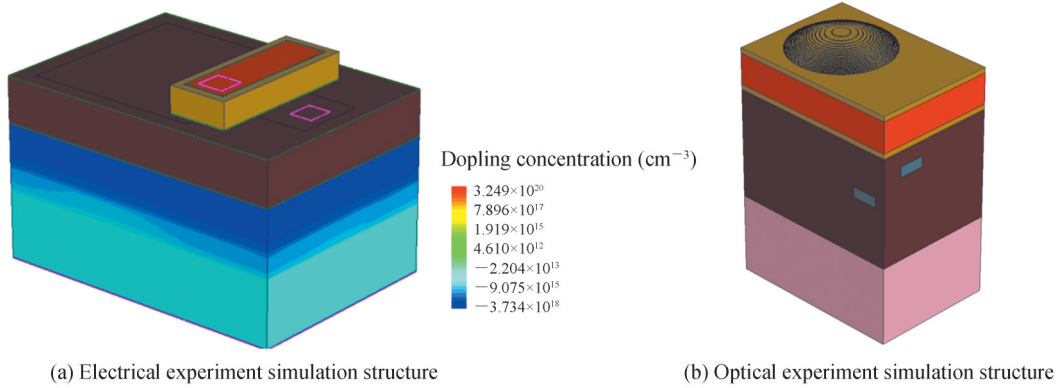 Dopling concentration (cm⁻³)
3.249×10²⁰
7.896×10¹⁷
1.919×10¹⁵
4.610×10¹²
−2.204×10¹³
−9.075×10¹⁵
−3.734×10¹⁸
(a) Electrical experiment simulation structure
(b) Optical experiment simulation structure